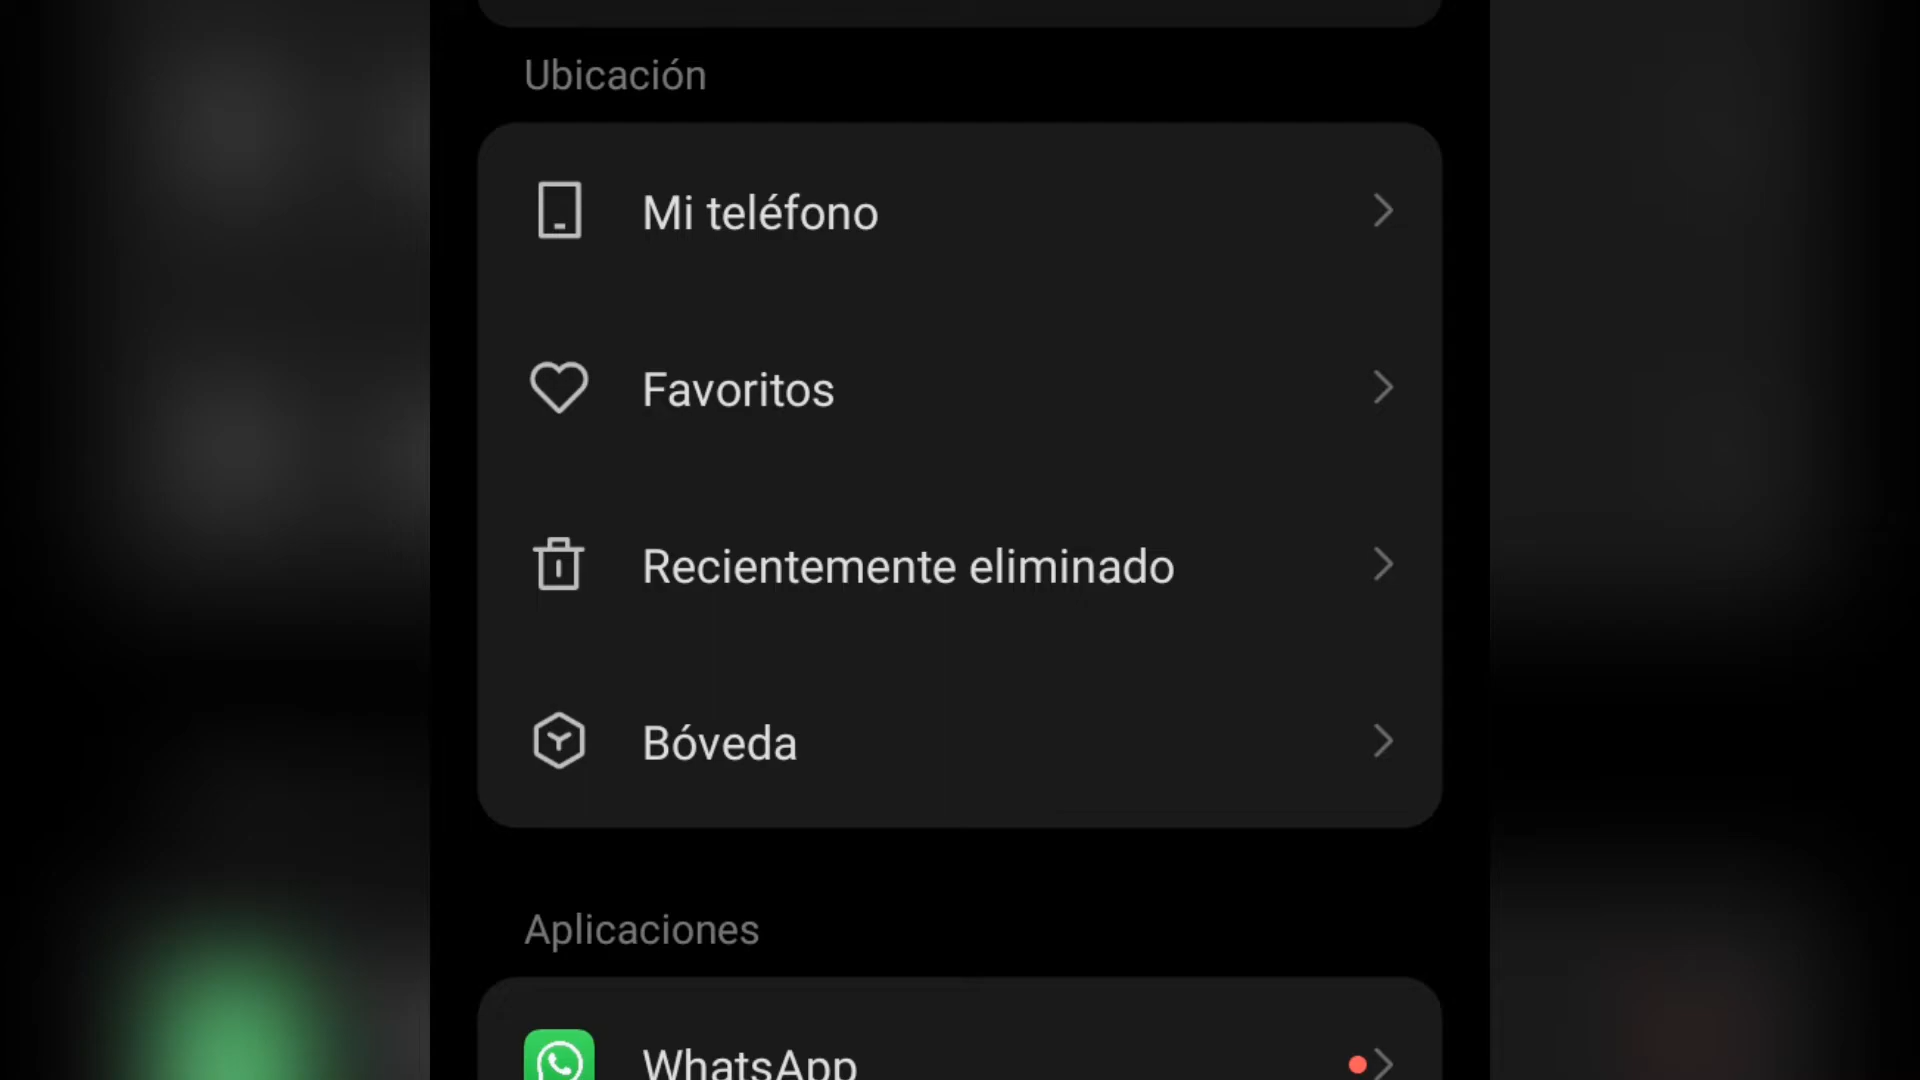 Ubicación
Mi teléfono
Favoritos
Recientemente eliminado
Bóveda
Aplicaciones
WhatsApp